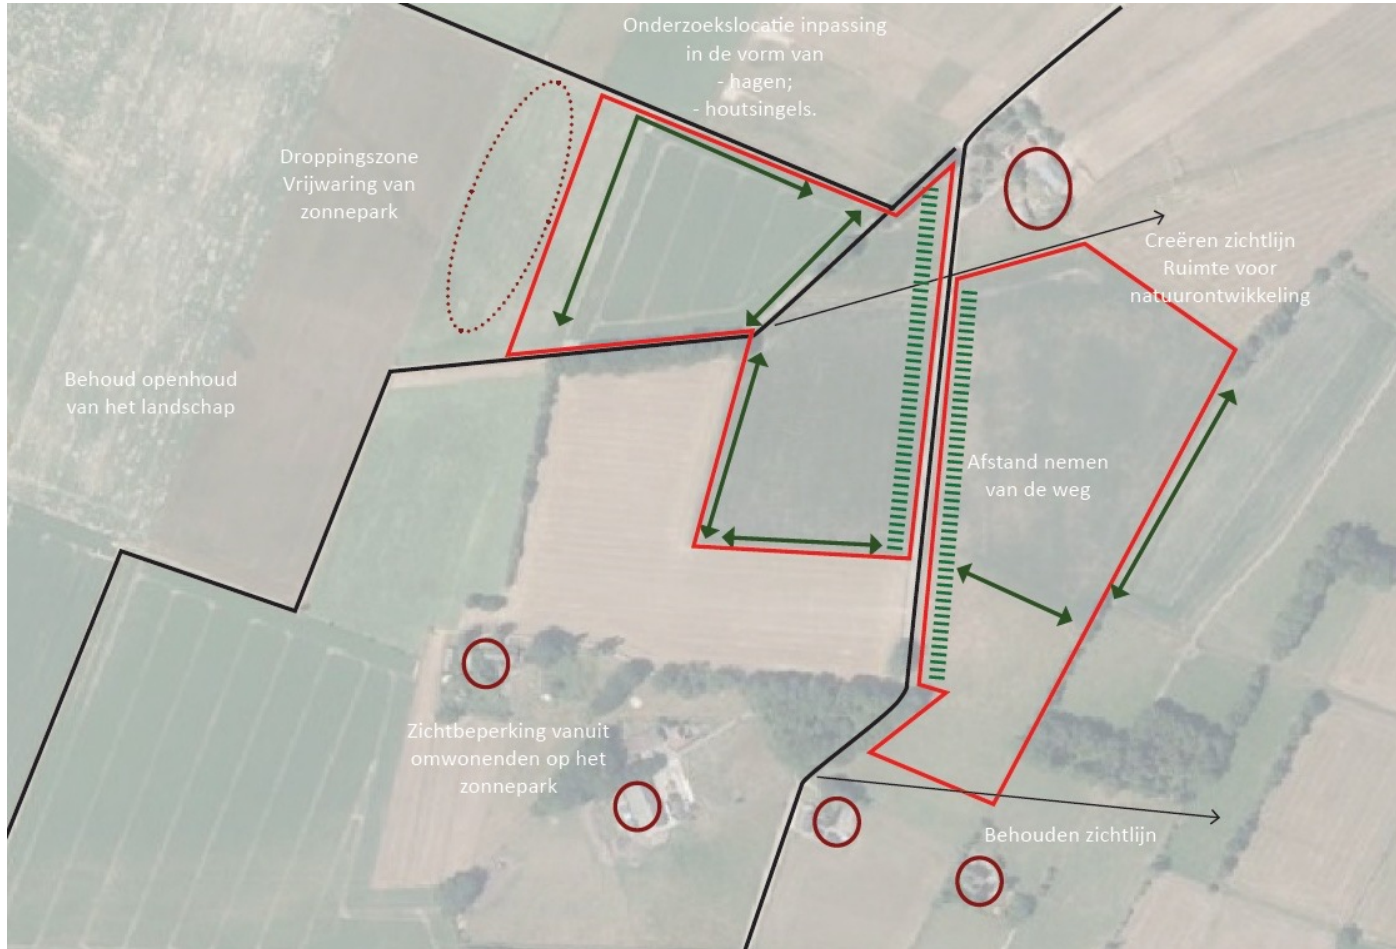 Onderzoekslocatie inpassing
in de vorm van
- hagen;
- houtsingels.
Droppingszone
Vrijwaring van
zonnepark
Creëren zichtlijn
Ruimte voor
natuurontwikkeling
Behoud openhoud
van het landschap
Afstand nemen
van de weg
Zichtbeperking vanuit
omwonenden op het
zonnepark
Behouden zichtlijn